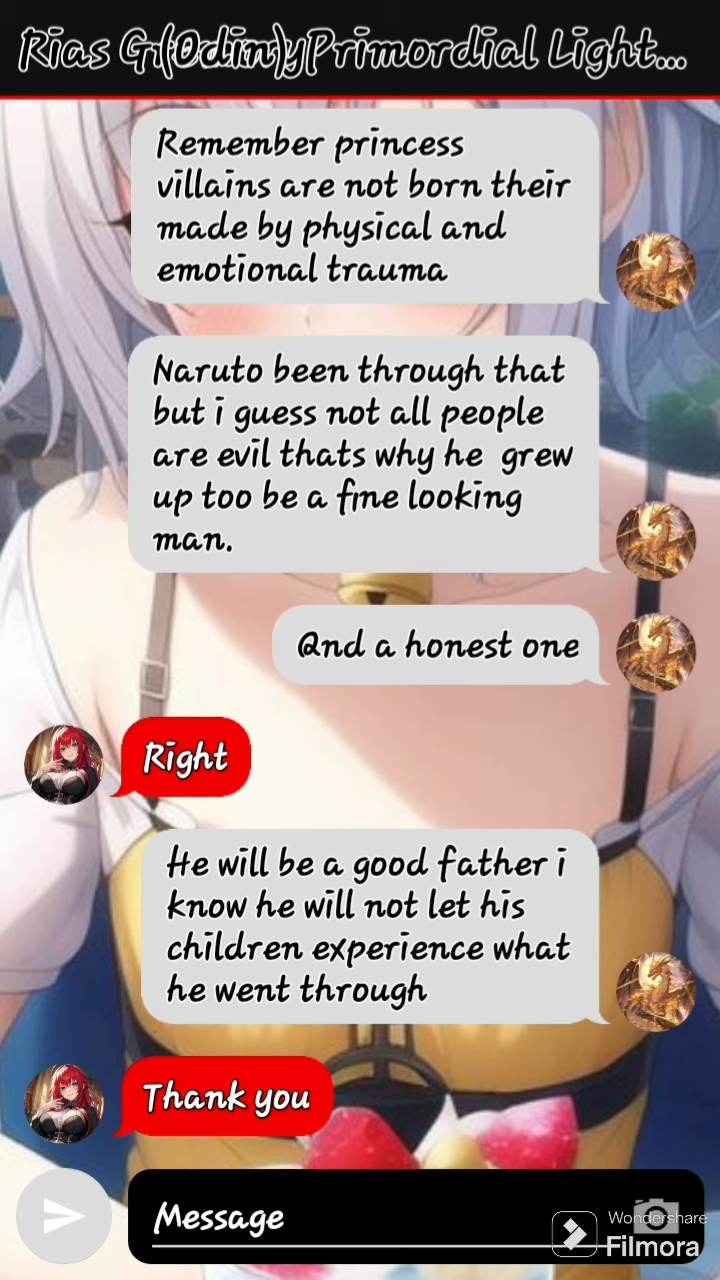 Rias G (Odin)y Primordial Light...
Remember princess
villains are not born their
made by physical and
emotional trauma
Naruto been through that
but i guess not all people
are evil thats why he grew
up too be a fine looking
man.
And a honest one
Right
He will be a good father i
know he will not let his
children experience what
he went through
Thank you
Message
Wondershare
Filmora